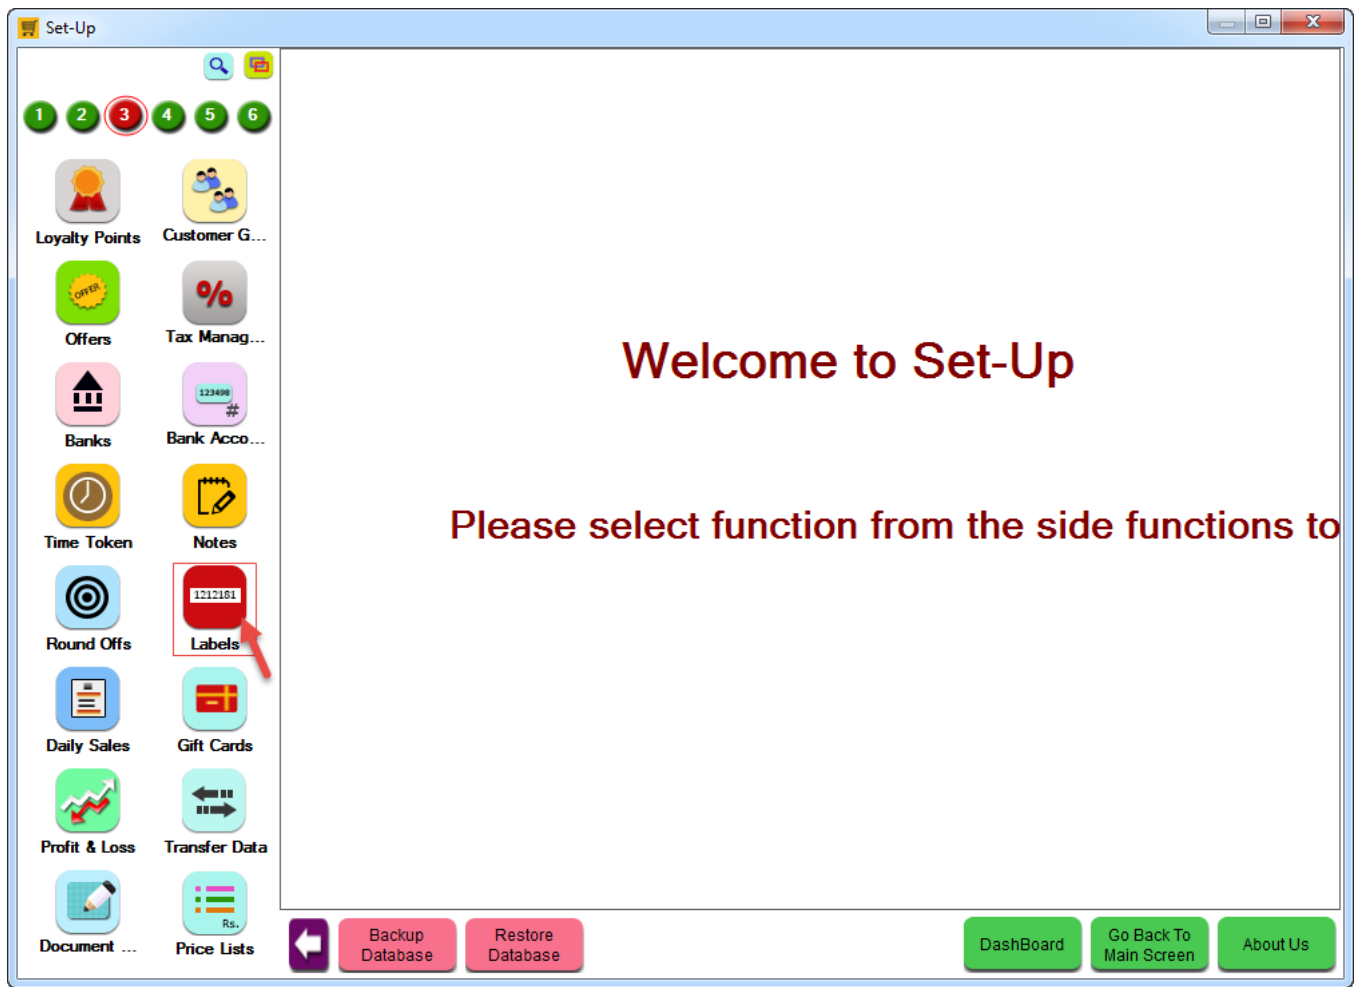 Set-Up
1 2 3 4 5 6
Loyalty Points
Customer G...
OFFER
%
Offers
Tax Manag...
123498
#
Banks
Bank Acco...
Time Token
Notes
1212181
Round Offs
Labels
Daily Sales
Gift Cards
Profit & Loss
Transfer Data
Rs.
Document ...
Price Lists
Welcome to Set-Up
Please select function from the side functions to
Backup
Database
Restore
Database
DashBoard
Go Back To
Main Screen
About Us